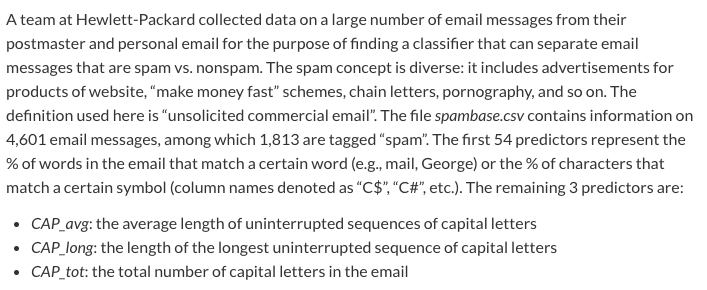 A team at Hewlett-Packard collected data on a large number of email messages from their
postmaster and personal email for the purpose of finding a classifier that can separate email
messages that are spam vs. nonspam. The spam concept is diverse: it includes advertisements for
products of website, “make money fast” schemes, chain letters, pornography, and so on. The
definition used here is “unsolicited commercial email”. The file spambase.csv contains information on
4,601 email messages, among which 1,813 are tagged “spam”. The first 54 predictors represent the
% of words in the email that match a certain word (e.g., mail, George) or the % of characters that
match a certain symbol (column names denoted as “C$”, “C#”, etc.). The remaining 3 predictors are:
• CAP_avg: the average length of uninterrupted sequences of capital letters
• CAP_long: the length of the longest uninterrupted sequence of capital letters
• CAP_tot: the total number of capital letters in the email